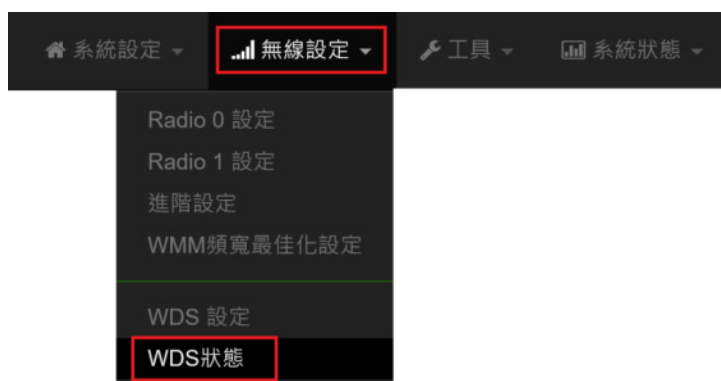 系統設定 無線設定 工具 系統狀態
Radio 0 設定
Radio 1 設定
進階設定
WMM頻寬最佳化設定
WDS 設定
WDS狀態